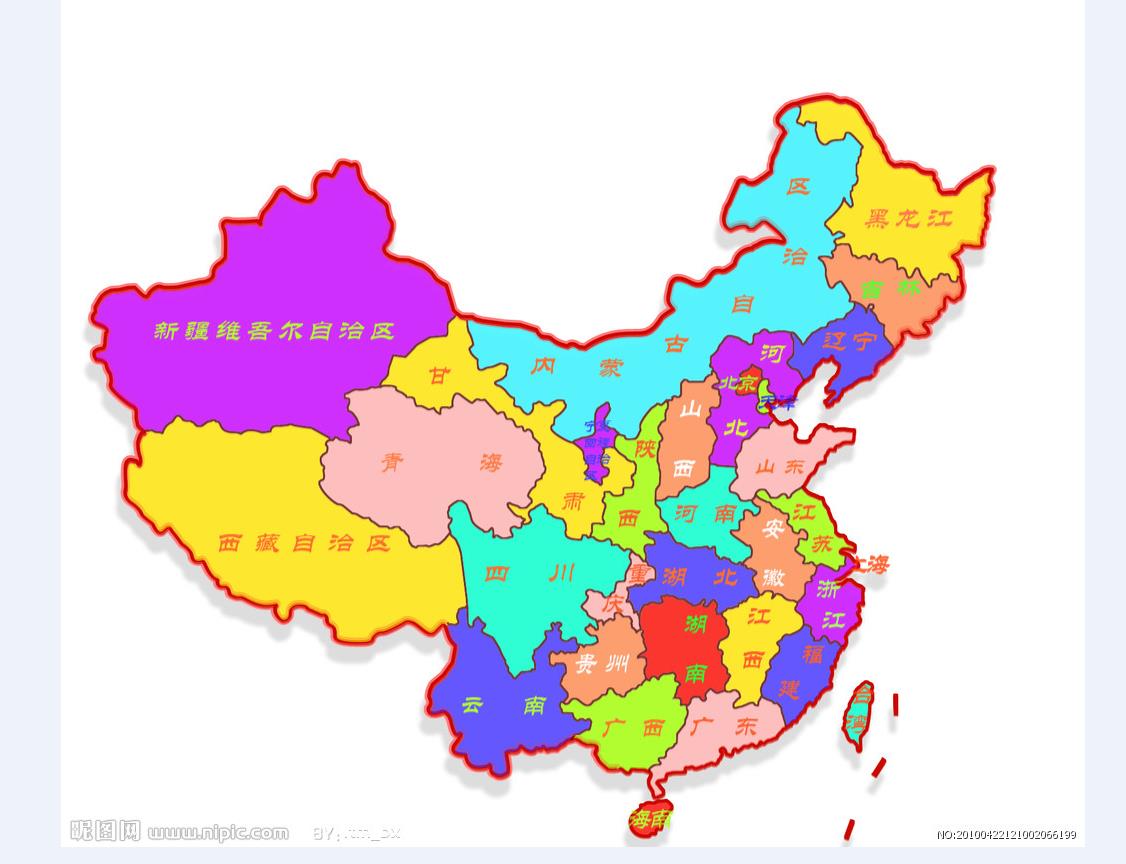 黑龙江
内蒙古自治区
吉林
辽宁
新疆维吾尔自治区
甘肃
北京
天津
河北
山西
宁夏回族自治区
陕西
青海
山东
西藏自治区
河南
江苏
安徽
上海
四川
重庆
湖北
浙江
湖南
江西
福建
贵州
云南
广西
广东
台湾
海南
昵图网 www.nipic.com
NO:20100422121002066199